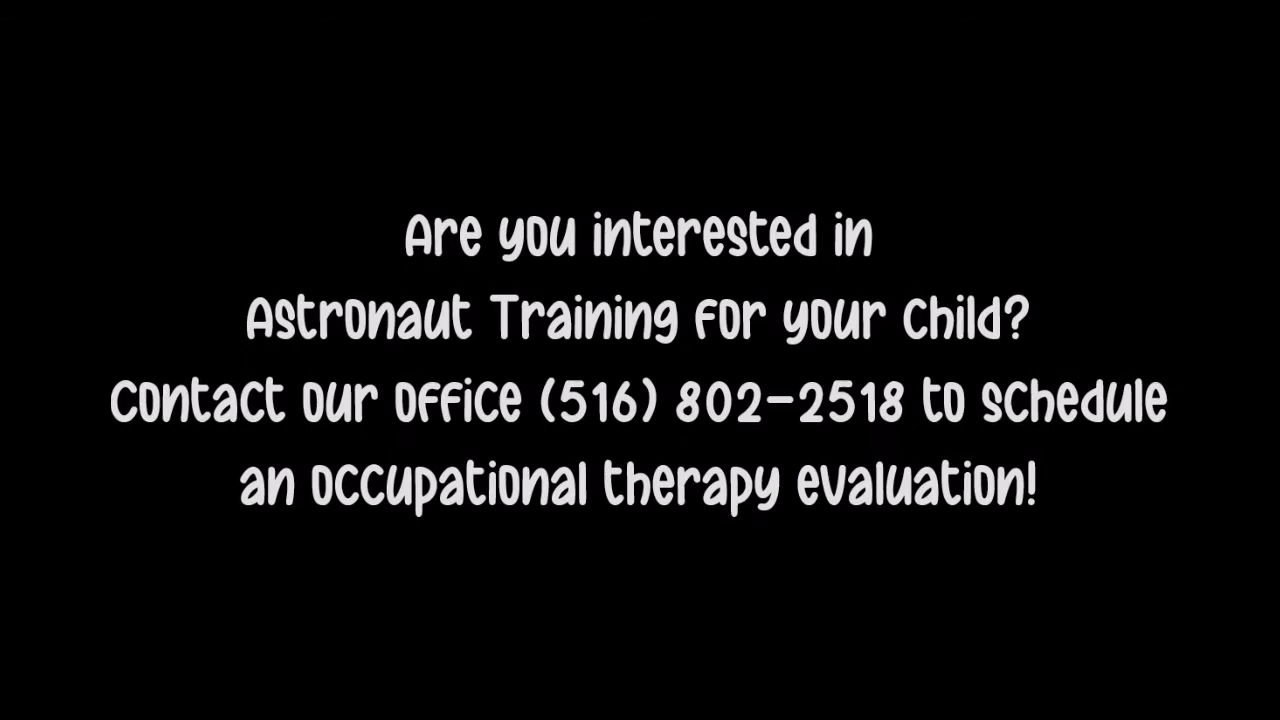 Are you interested in
Astronaut Training for your Child?
Contact our office (516) 802-2518 to schedule
an occupational therapy evaluation!